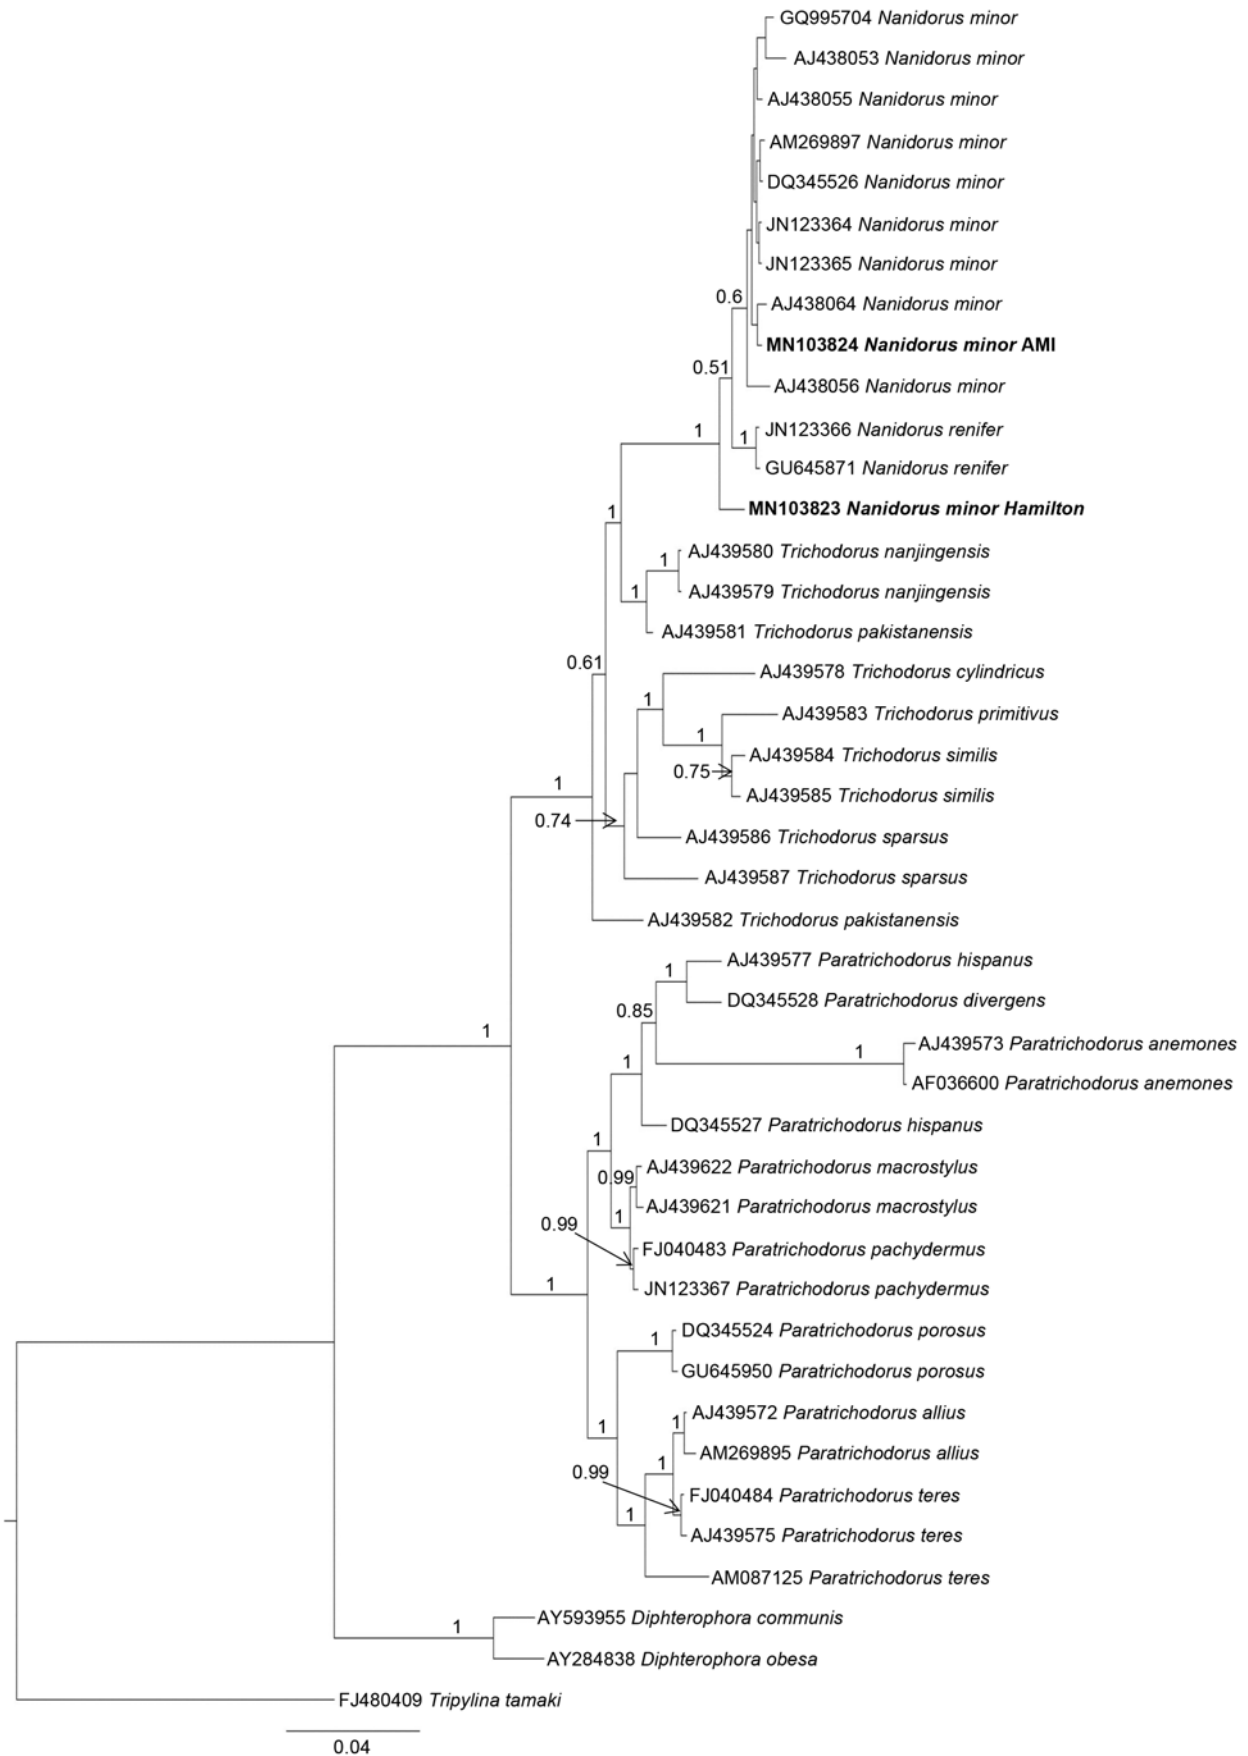 GQ995704 Nanidorus minor
AJ438053 Nanidorus minor
AJ438055 Nanidorus minor
AM269897 Nanidorus minor
DQ345526 Nanidorus minor
JN123364 Nanidorus minor
JN123365 Nanidorus minor
0.6
AJ438064 Nanidorus minor
MN103824 Nanidorus minor AMI
0.51
AJ438056 Nanidorus minor
1
1
JN123366 Nanidorus renifer
GU645871 Nanidorus renifer
MN103823 Nanidorus minor Hamilton
1
AJ439580 Trichodorus nanjingensis
1
1
AJ439579 Trichodorus nanjingensis
AJ439581 Trichodorus pakistanensis
0.61
AJ439578 Trichodorus cylindricus
1
AJ439583 Trichodorus primitivus
1
AJ439584 Trichodorus similis
0.75
1
AJ439585 Trichodorus similis
0.74
AJ439586 Trichodorus sparsus
AJ439587 Trichodorus sparsus
AJ439582 Trichodorus pakistanensis
AJ439577 Paratrichodorus hispanus
1
DQ345528 Paratrichodorus divergens
0.85
1
AJ439573 Paratrichodorus anemones
1
1
AF036600 Paratrichodorus anemones
DQ345527 Paratrichodorus hispanus
1
AJ439622 Paratrichodorus macrostylus
0.99
AJ439621 Paratrichodorus macrostylus
1
0.99
FJ040483 Paratrichodorus pachydermus
1
JN123367 Paratrichodorus pachydermus
DQ345524 Paratrichodorus porosus
1
GU645950 Paratrichodorus porosus
AJ439572 Paratrichodorus allius
1
1
AM269895 Paratrichodorus allius
1
0.99
FJ040484 Paratrichodorus teres
1
AJ439575 Paratrichodorus teres
AM087125 Paratrichodorus teres
AY593955 Diphterophora communis
1
AY284838 Diphterophora obesa
FJ480409 Tripylina tamaki
0.04